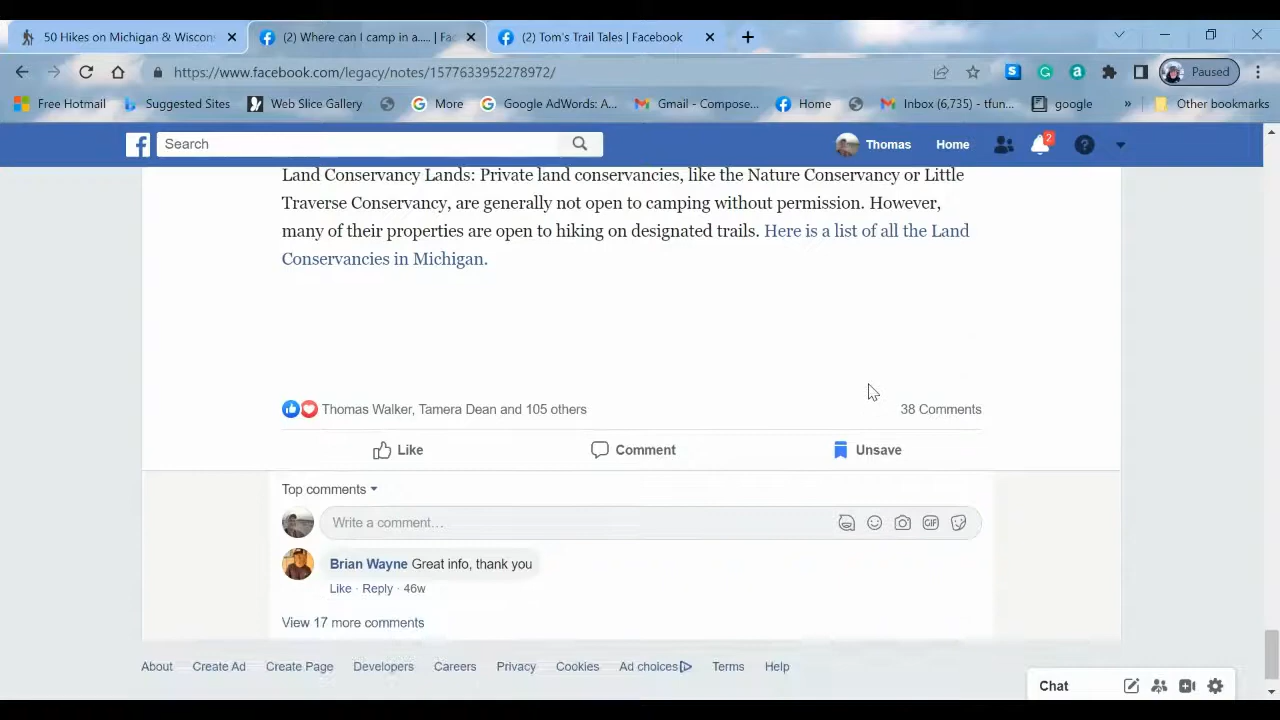 50 Hikes on Michigan & Wiscon
(2) Where can I camp in a..... | Fac
(2) Tom's Trail Tales | Facebook
https://www.facebook.com/legacy/notes/1577633952278972/
Paused
Free Hotmail
Suggested Sites
Web Slice Gallery
More
Google AdWords: A...
Gmail - Compose...
Home
Inbox (6,735) - tfun...
google
»
Other bookmarks
Search
Thomas
Home
2
Land Conservancy Lands: Private land conservancies, like the Nature Conservancy or Little
Traverse Conservancy, are generally not open to camping without permission. However,
many of their properties are open to hiking on designated trails. Here is a list of all the Land
Conservancies in Michigan.
Thomas Walker, Tamera Dean and 105 others
38 Comments
Like
Comment
Unsave
Top comments
Write a comment…
GIF
Brian Wayne Great info, thank you
Like · Reply · 46w
View 17 more comments
About
Create Ad
Create Page
Developers
Careers
Privacy
Cookies
Ad choices
Terms
Help
Chat